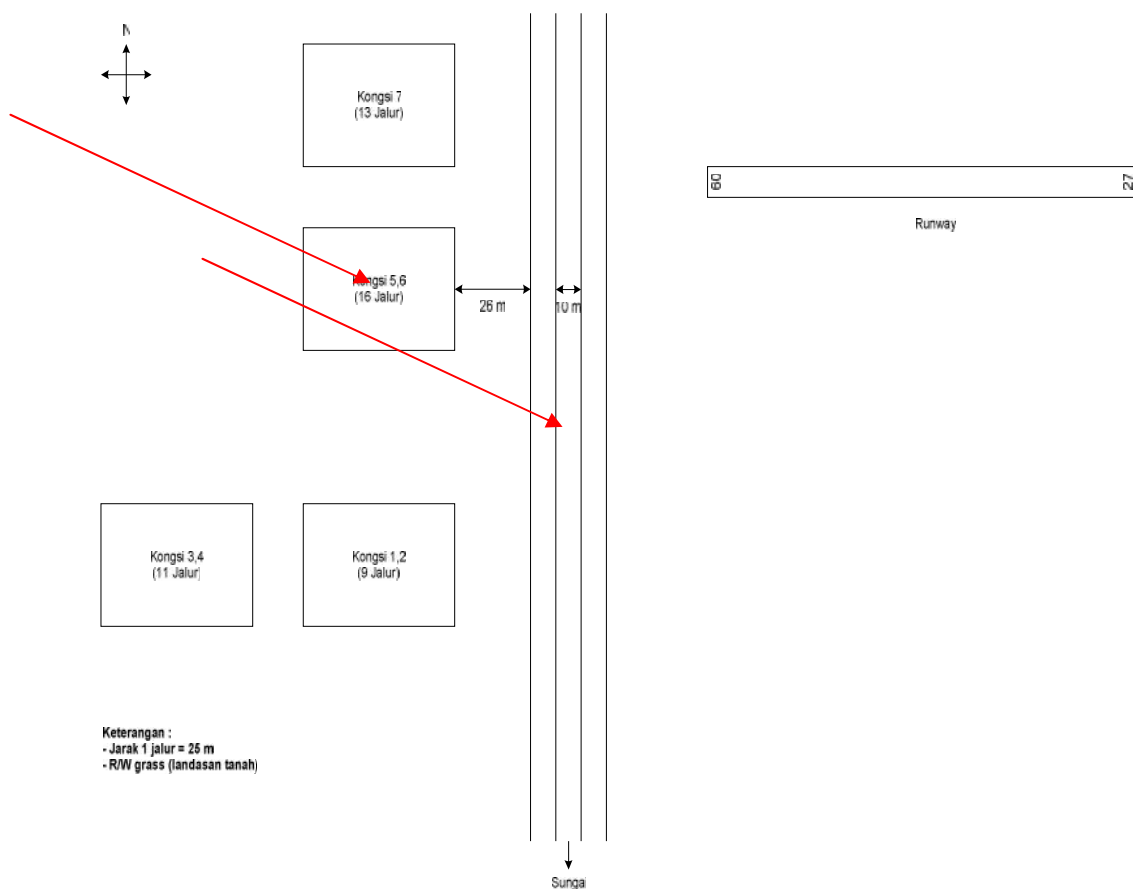 N
Kongsi 7
(13 Jalur)
09
27
Runway
Kongsi 5,6
(16 Jalur)
26 m
10 m
Kongsi 3,4
(11 Jalur)
Kongsi 1,2
(9 Jalur)
Keterangan :
- Jarak 1 jalur = 25 m
- R/W grass (landasan tanah)
Sungai